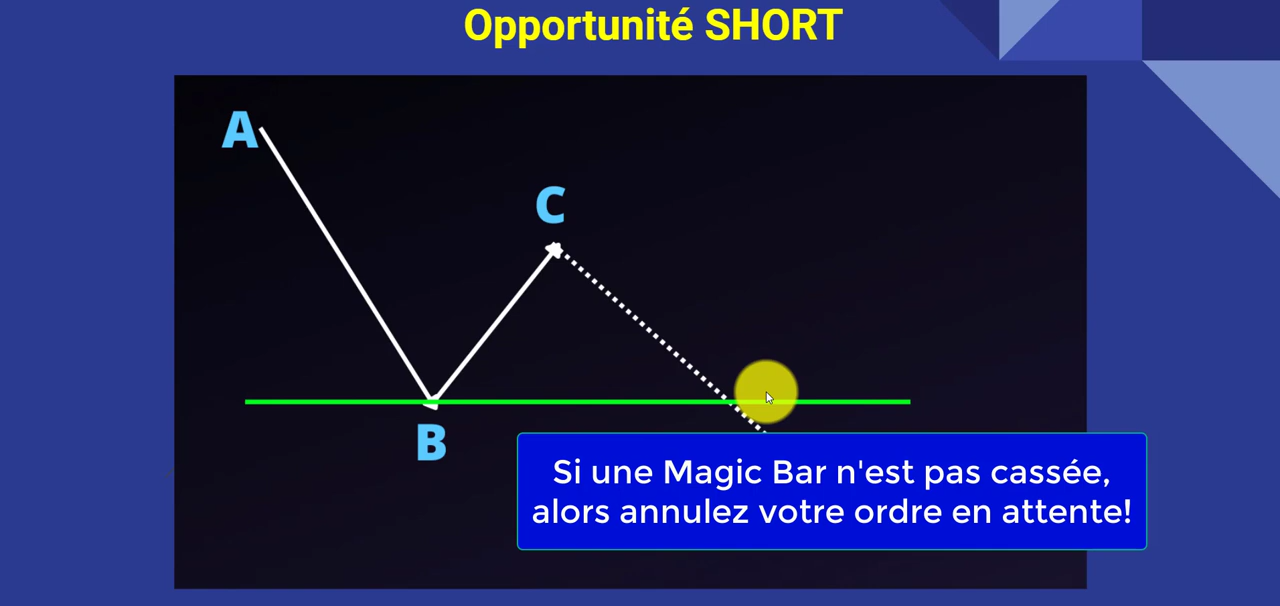 Opportunité SHORT
A
C
B
Si une Magic Bar n'est pas cassée,
alors annulez votre ordre en attente!